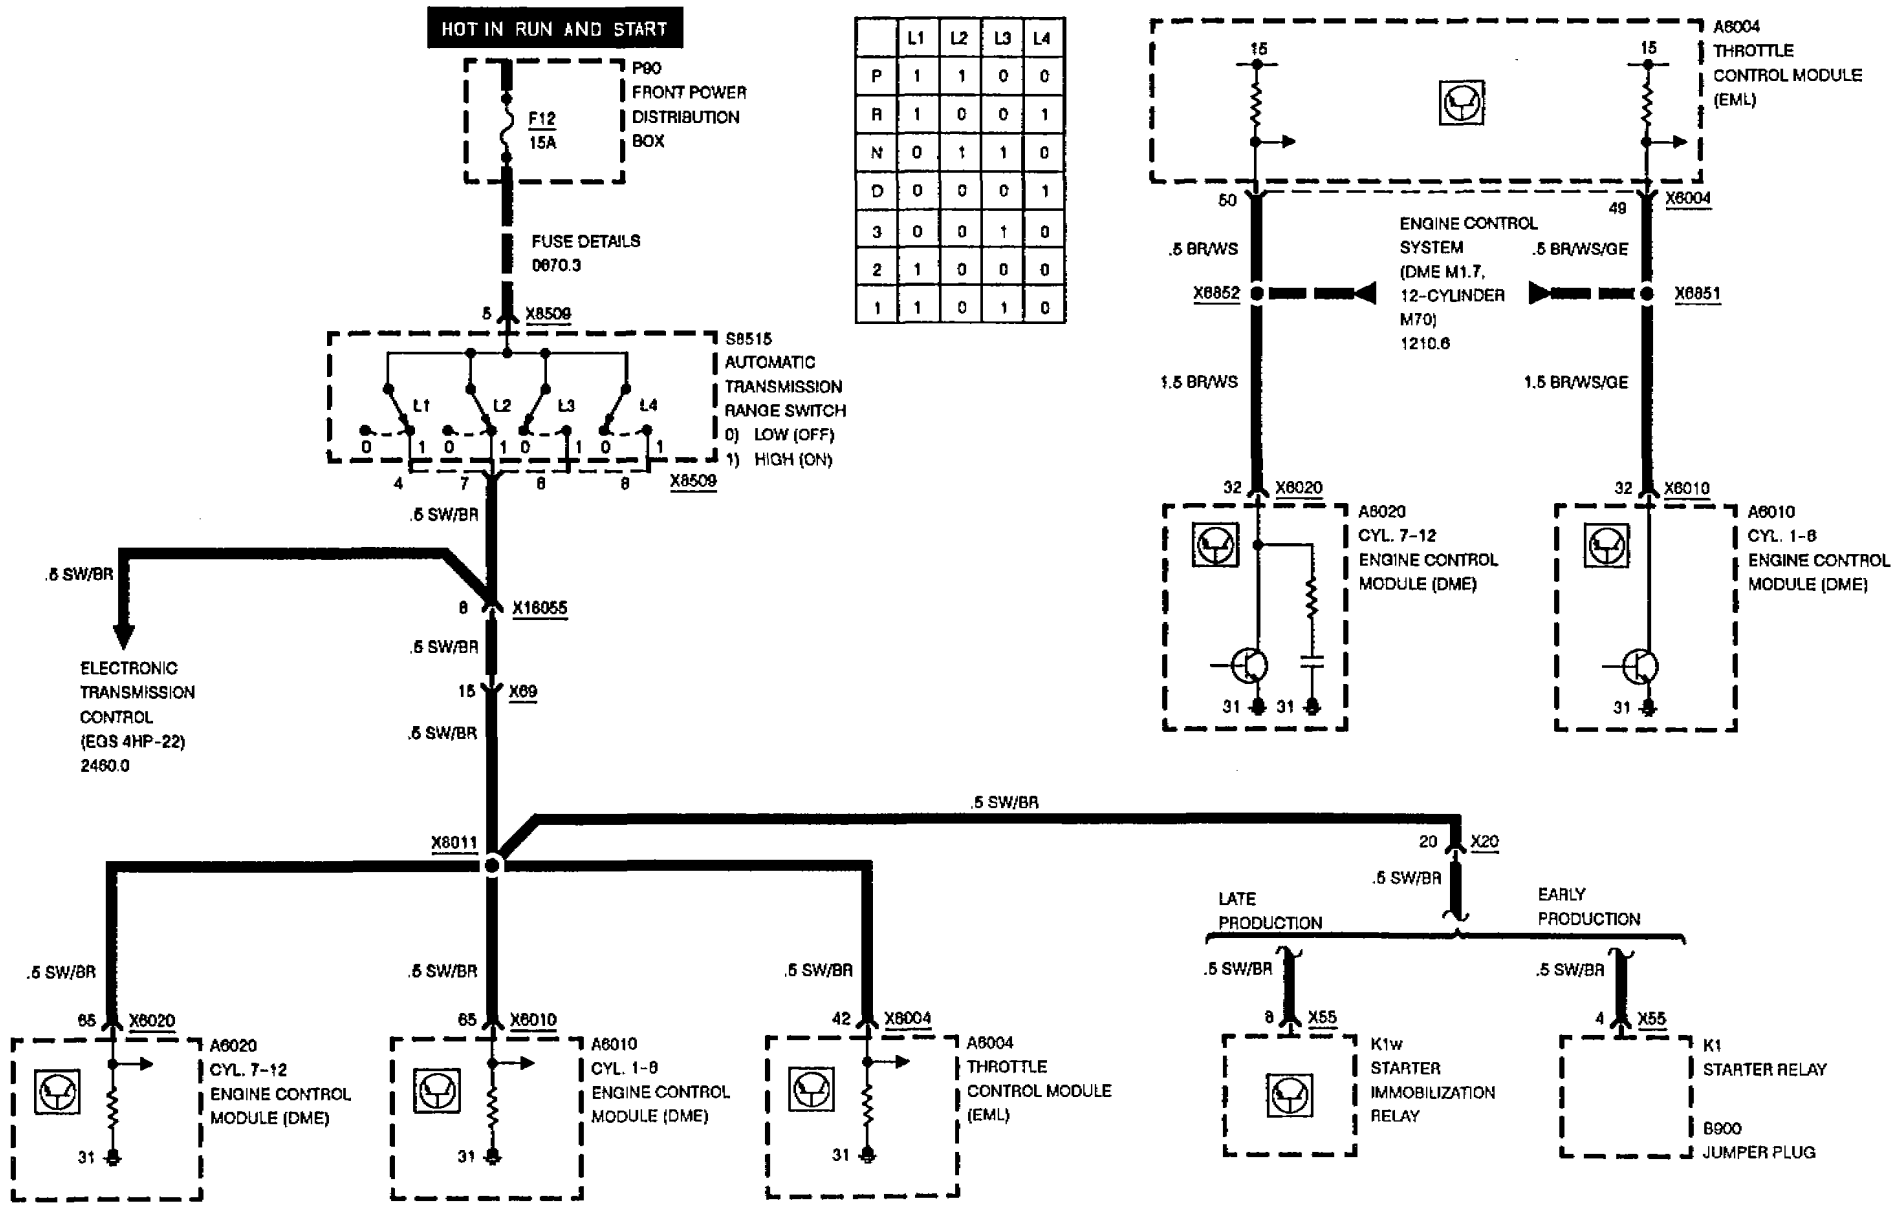 HOT IN RUN AND START
P90
FRONT POWER
DISTRIBUTION
BOX
F12
15A
FUSE DETAILS
0670.3
5 X8509
S8515
AUTOMATIC
TRANSMISSION
RANGE SWITCH
0) LOW (OFF)
1) HIGH (ON)
L1 L2 L3 L4
0 1 0 1 0 1 0 1
4 7 6 8 X8509
.5 SW/BR
.5 SW/BR
8 X16055
.5 SW/BR
15 X69
.5 SW/BR
ELECTRONIC
TRANSMISSION
CONTROL
(EGS 4HP-22)
2460.0
L1 L2 L3 L4
P 1 1 0 0
R 1 0 0 1
N 0 1 1 0
D 0 0 0 1
3 0 0 1 0
2 1 0 0 0
1 1 0 1 0
A6004
THROTTLE
CONTROL MODULE
(EML)
15 15
50 49 X6004
.5 BR/WS
.5 BR/WS/GE
ENGINE CONTROL
SYSTEM
(DME M1.7,
12-CYLINDER
M70)
1210.6
X6852
X6851
1.5 BR/WS
1.5 BR/WS/GE
32 X6020
A6020
CYL. 7-12
ENGINE CONTROL
MODULE (DME)
31 31
32 X6010
A6010
CYL. 1-6
ENGINE CONTROL
MODULE (DME)
31
X6011
.5 SW/BR
20 X20
.5 SW/BR
LATE
PRODUCTION
EARLY
PRODUCTION
.5 SW/BR
.5 SW/BR
.5 SW/BR
.5 SW/BR
.5 SW/BR
65 X6020
A6020
CYL. 7-12
ENGINE CONTROL
MODULE (DME)
31
65 X6010
A6010
CYL. 1-6
ENGINE CONTROL
MODULE (DME)
31
42 X6004
A6004
THROTTLE
CONTROL MODULE
(EML)
31
8 X55
K1w
STARTER
IMMOBILIZATION
RELAY
4 X55
K1
STARTER RELAY
B900
JUMPER PLUG